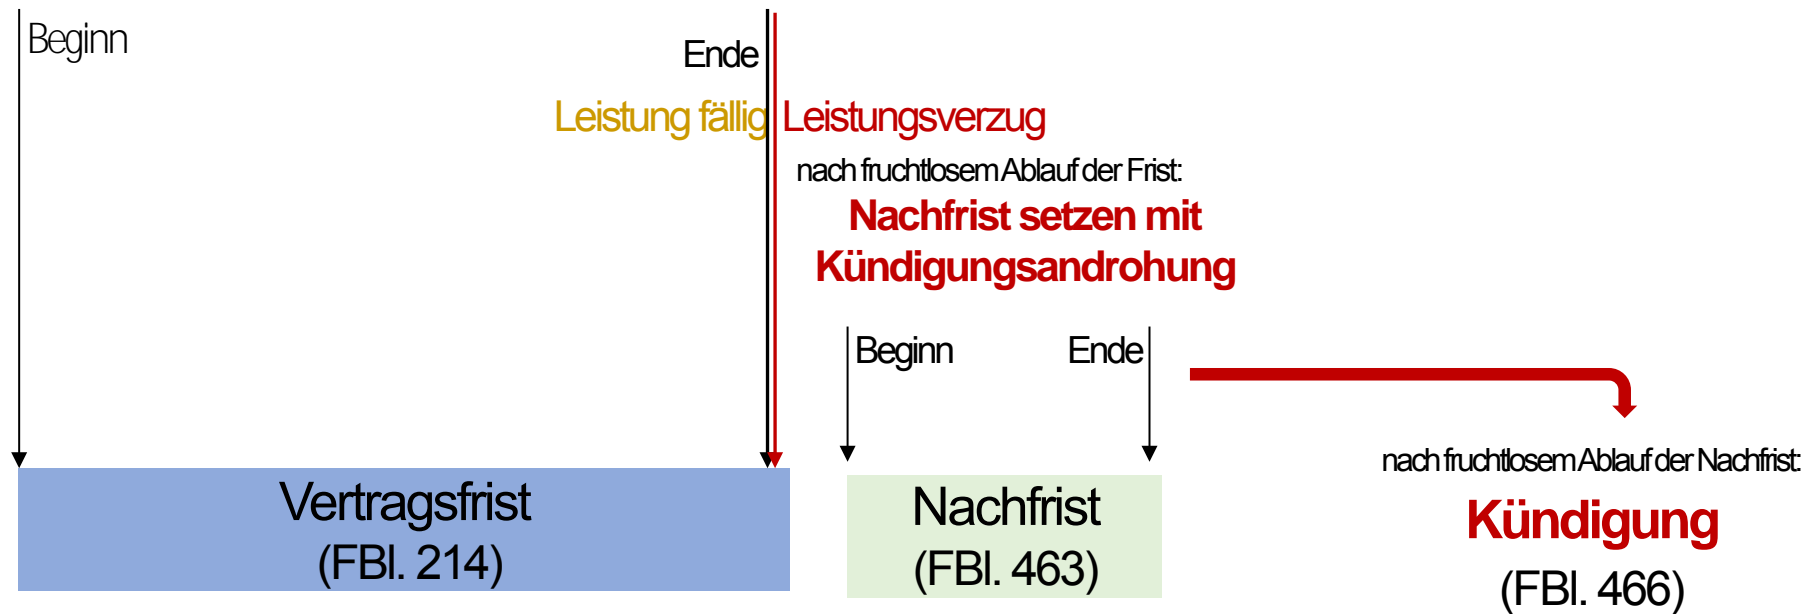 Beginn
Ende
Leistung fällig
Leistungsverzug
nach fruchtlosem Ablauf der Frist:
Nachfrist setzen mit
Kündigungsandrohung
Beginn
Ende
nach fruchtlosem Ablauf der Nachfrist:
Vertragsfrist
(FBl. 214)
Nachfrist
(FBl. 463)
Kündigung
(FBl. 466)